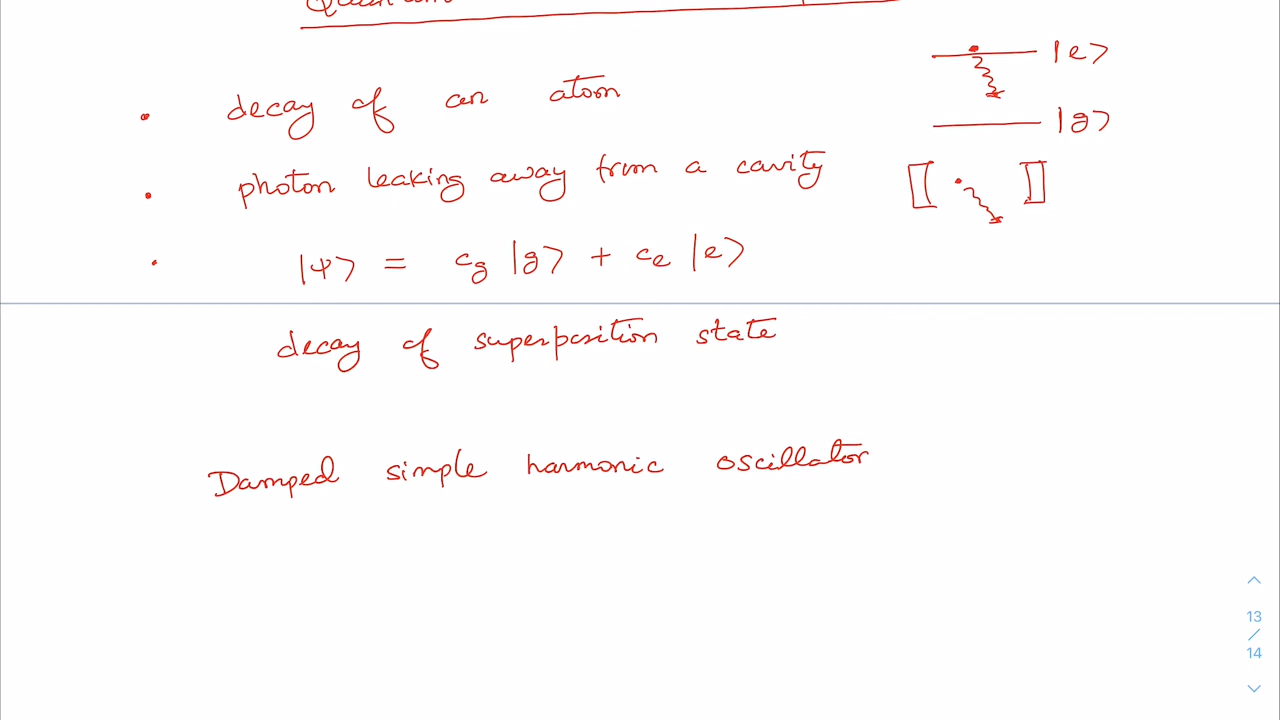 Quantum
|e⟩
• decay of an atom
|g⟩
• photon leaking away from a cavity
• |ψ⟩ = c_g |g⟩ + c_e |e⟩
decay of superposition state
Damped simple harmonic oscillator
13
/
14